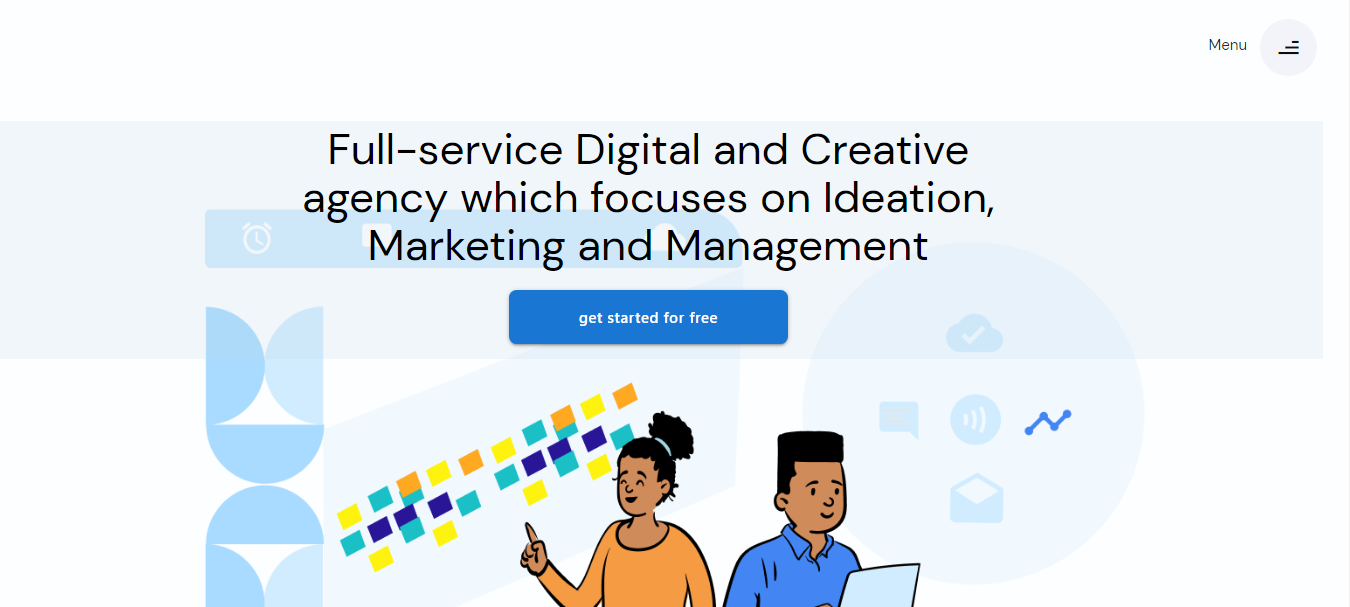 Menu
Full-service Digital and Creative
agency which focuses on Ideation,
Marketing and Management
get started for free